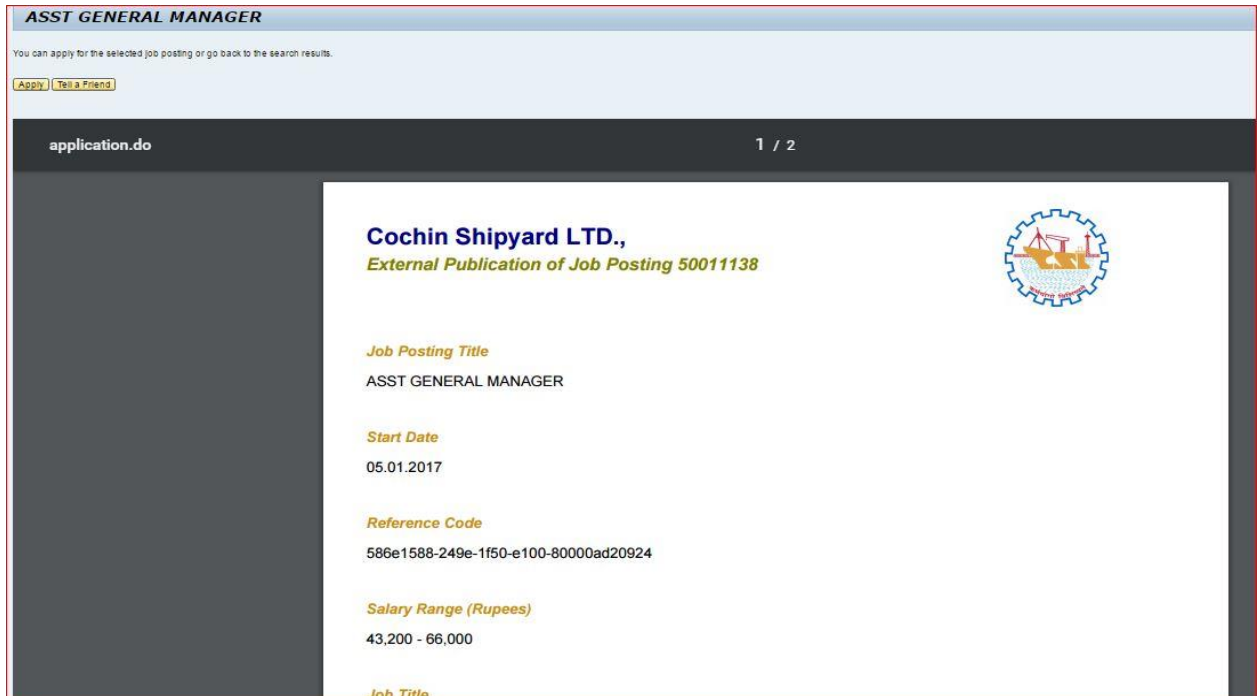 ASST GENERAL MANAGER
You can apply for the selected job posting or go back to the search results.
Apply Tell a Friend
application.do
1 / 2
Cochin Shipyard LTD.,
External Publication of Job Posting 50011138
CSL
Job Posting Title
ASST GENERAL MANAGER
Start Date
05.01.2017
Reference Code
586e1588-249e-1f50-e100-80000ad20924
Salary Range (Rupees)
43,200 - 66,000
Job Title